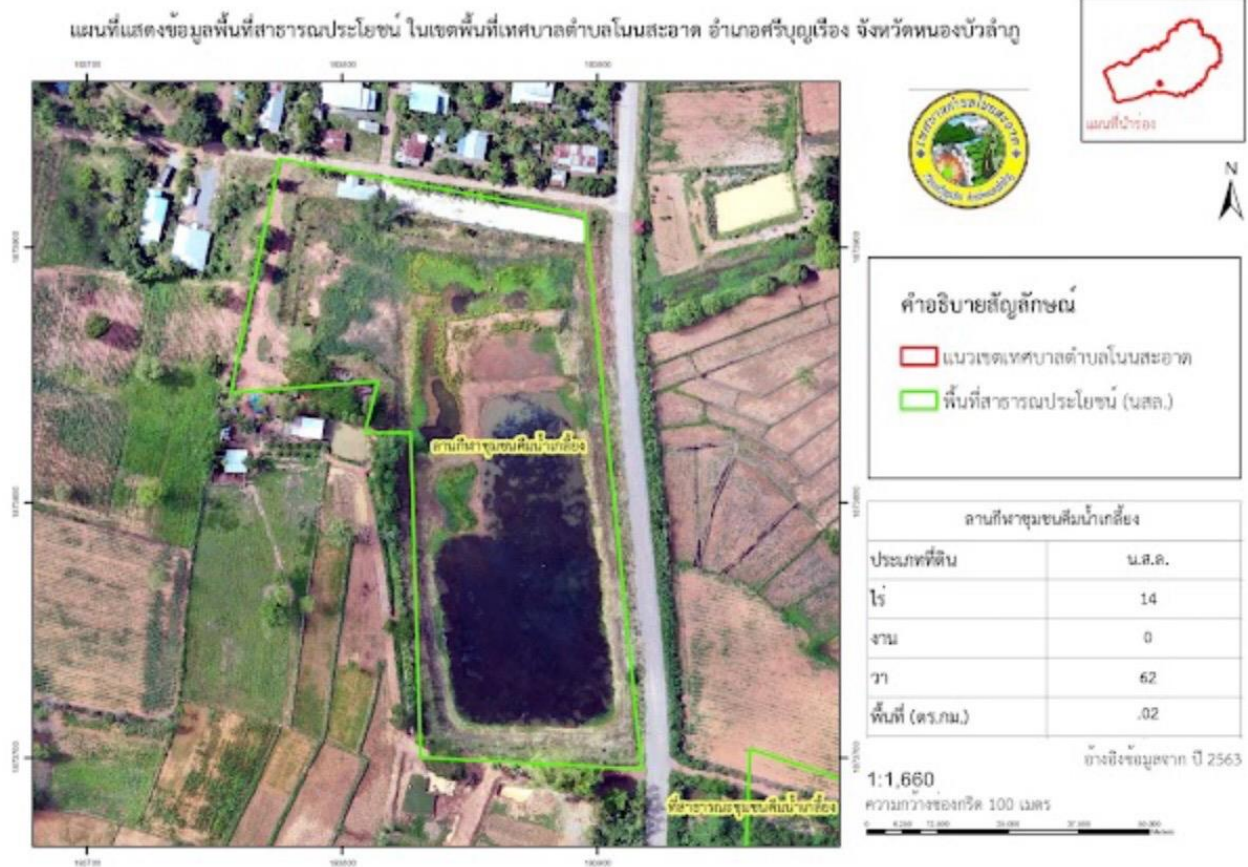 แผนที่แสดงข้อมูลพื้นที่สาธารณประโยชน์ ในเขตพื้นที่เทศบาลตำบลโนนสะอาด อำเภอศรีบุญเรือง จังหวัดหนองบัวลำภู
แผนที่นำร่อง
N
คำอธิบายสัญลักษณ์
แนวเขตเทศบาลตำบลโนนสะอาด
พื้นที่สาธารณประโยชน์ (นสล.)
ลานกีฬาชุมชนคึมน้ำเกลี้ยง
ลานกีฬาชุมชนคึมน้ำเกลี้ยง
ประเภทที่ดิน น.ส.ล.
ไร่ 14
งาน 0
วา 62
พื้นที่ (ตร.กม.) .02
อ้างอิงข้อมูลจาก ปี 2563
1:1,660
ความกว้างช่องกริด 100 เมตร
ที่สาธารณะชุมชนคึมน้ำเกลี้ยง